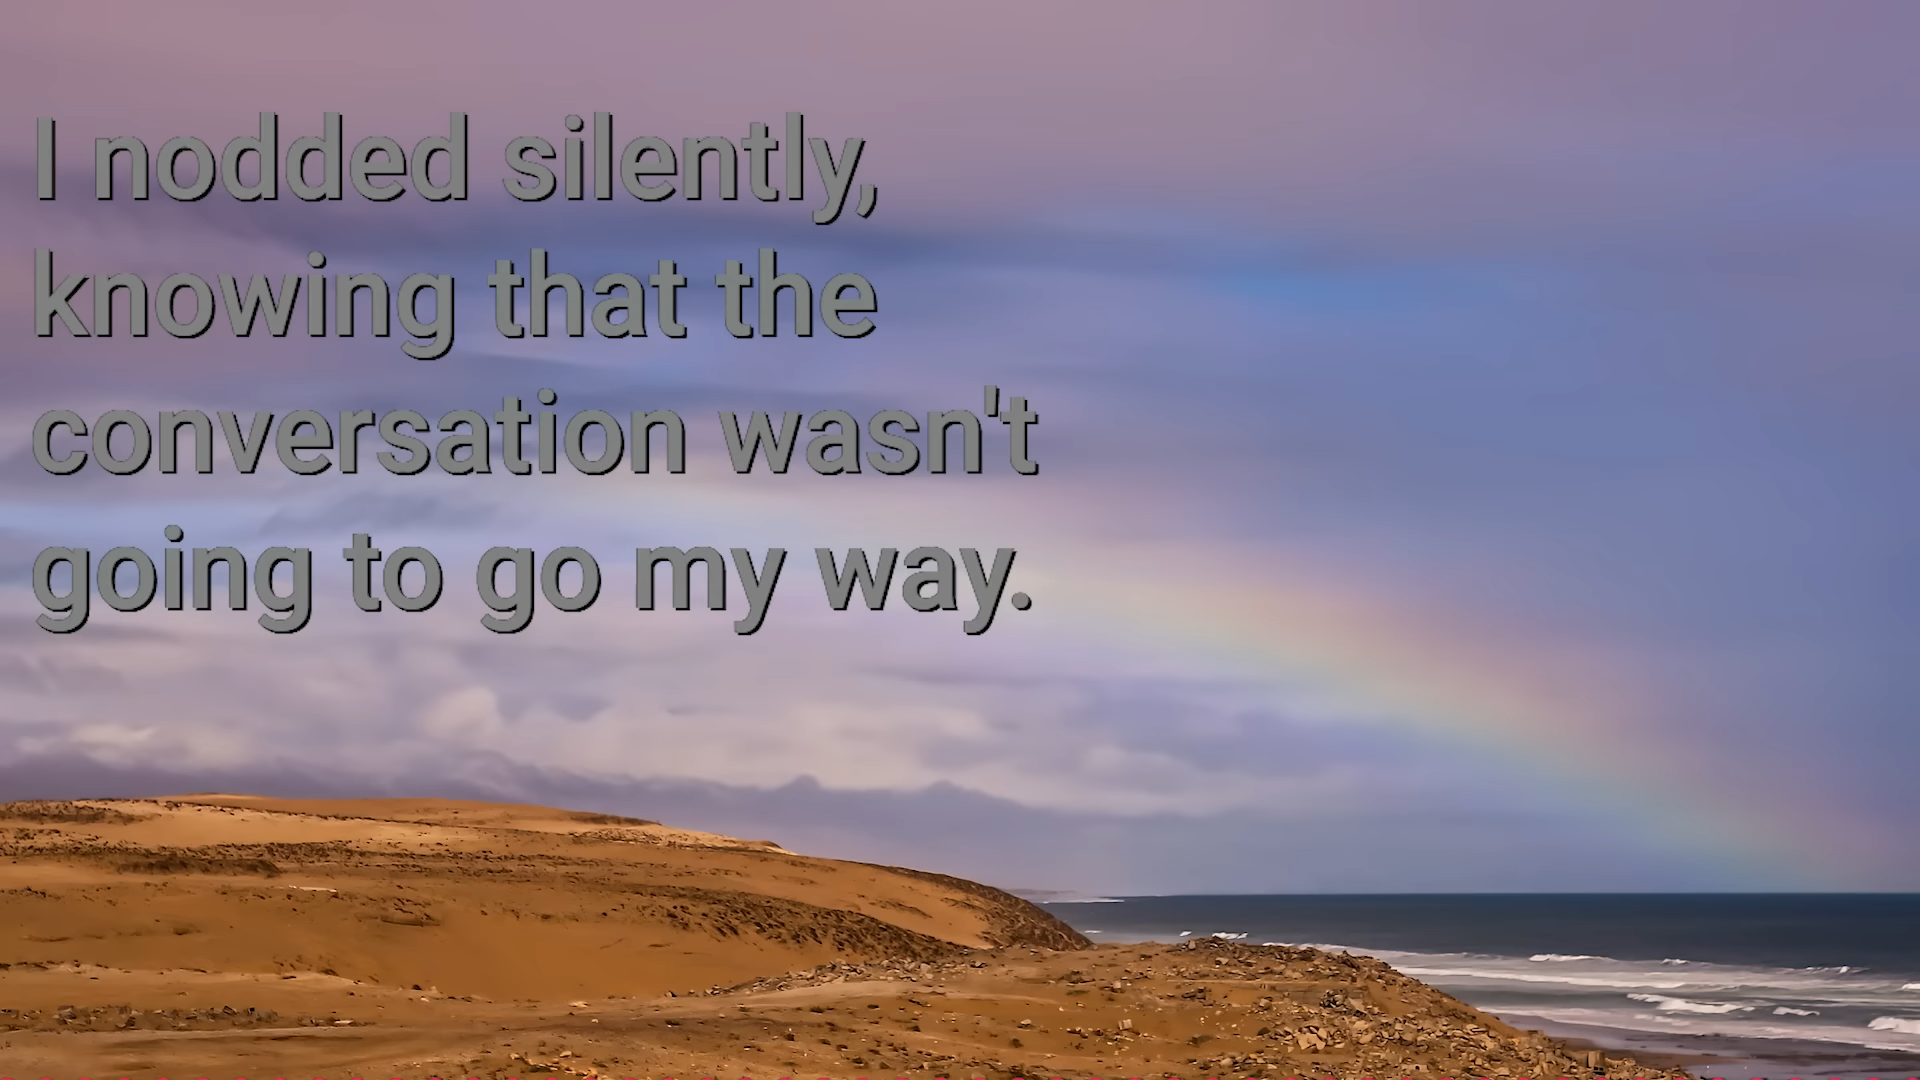 I nodded silently,
knowing that the
conversation wasn't
going to go my way.